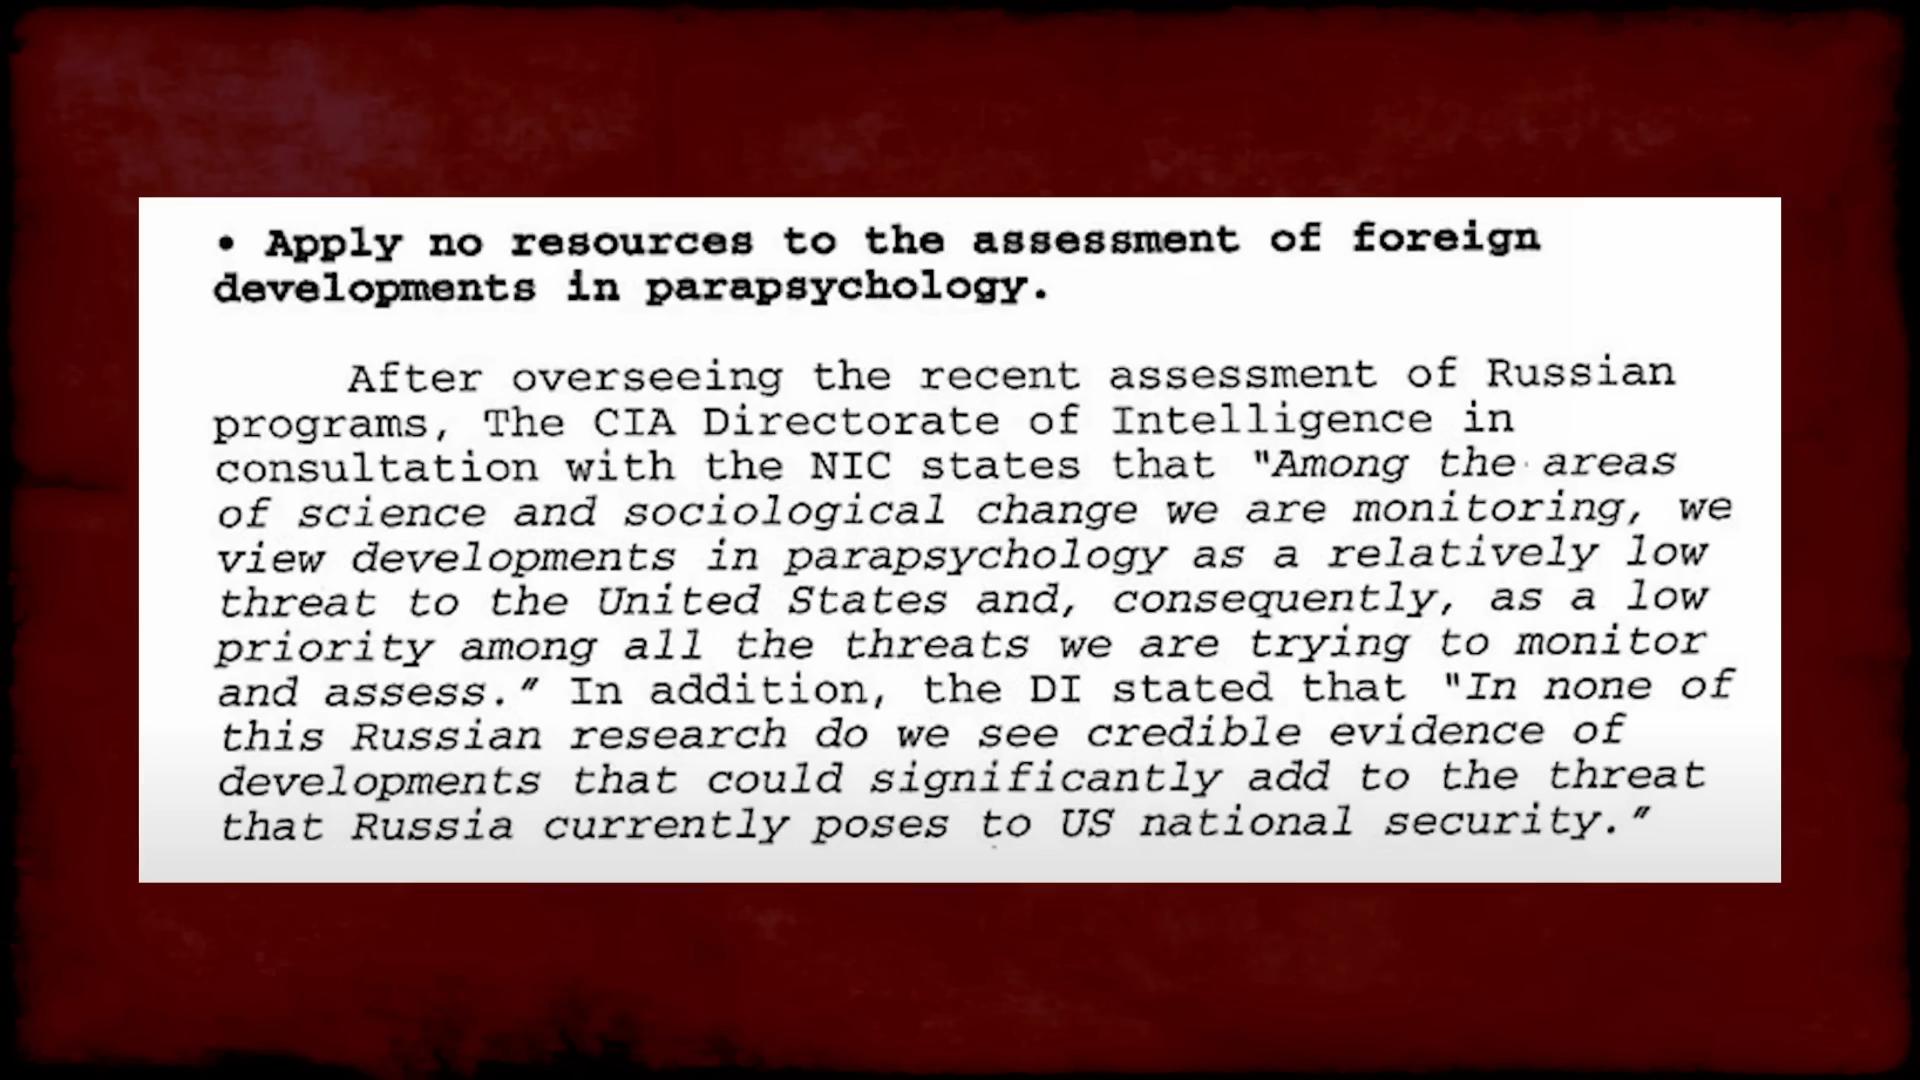 • Apply no resources to the assessment of foreign
developments in parapsychology.
After overseeing the recent assessment of Russian
programs, The CIA Directorate of Intelligence in
consultation with the NIC states that "Among the areas
of science and sociological change we are monitoring, we
view developments in parapsychology as a relatively low
threat to the United States and, consequently, as a low
priority among all the threats we are trying to monitor
and assess." In addition, the DI stated that "In none of
this Russian research do we see credible evidence of
developments that could significantly add to the threat
that Russia currently poses to US national security."